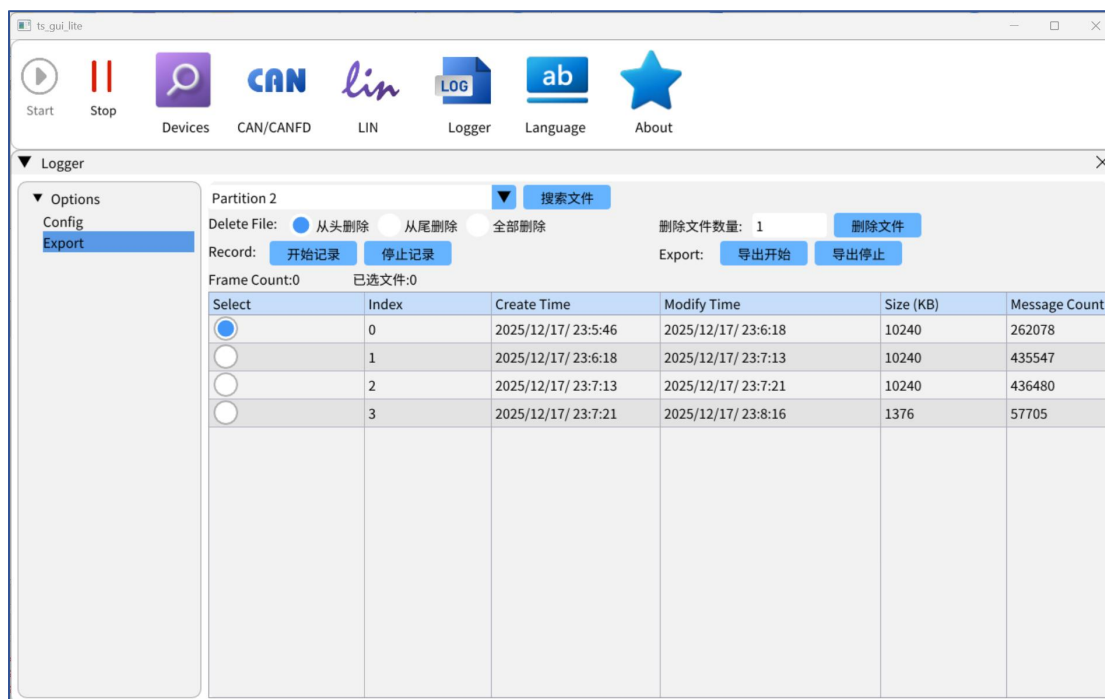 ts_gui_lite
CAN lin LOG ab
Start Stop Devices CAN/CANFD LIN Logger Language About
Logger
Options
Config
Export
Partition 2 搜索文件
Delete File: 从头删除 从尾删除 全部删除 删除文件数量: 1 删除文件
Record: 开始记录 停止记录 Export: 导出开始 导出停止
Frame Count:0 已选文件:0
Select Index Create Time Modify Time Size (KB) Message Count
0 2025/12/17/ 23:5:46 2025/12/17/ 23:6:18 10240 262078
1 2025/12/17/ 23:6:18 2025/12/17/ 23:7:13 10240 435547
2 2025/12/17/ 23:7:13 2025/12/17/ 23:7:21 10240 436480
3 2025/12/17/ 23:7:21 2025/12/17/ 23:8:16 1376 57705